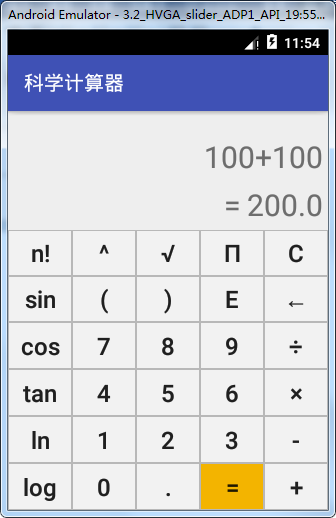 Android Emulator - 3.2_HVGA_slider_ADP1_API_19:55...
11:54
科学计算器
100+100
= 200.0
n! ^ √ Π C
sin ( ) E ←
cos 7 8 9 ÷
tan 4 5 6 ×
ln 1 2 3 -
log 0 . = +